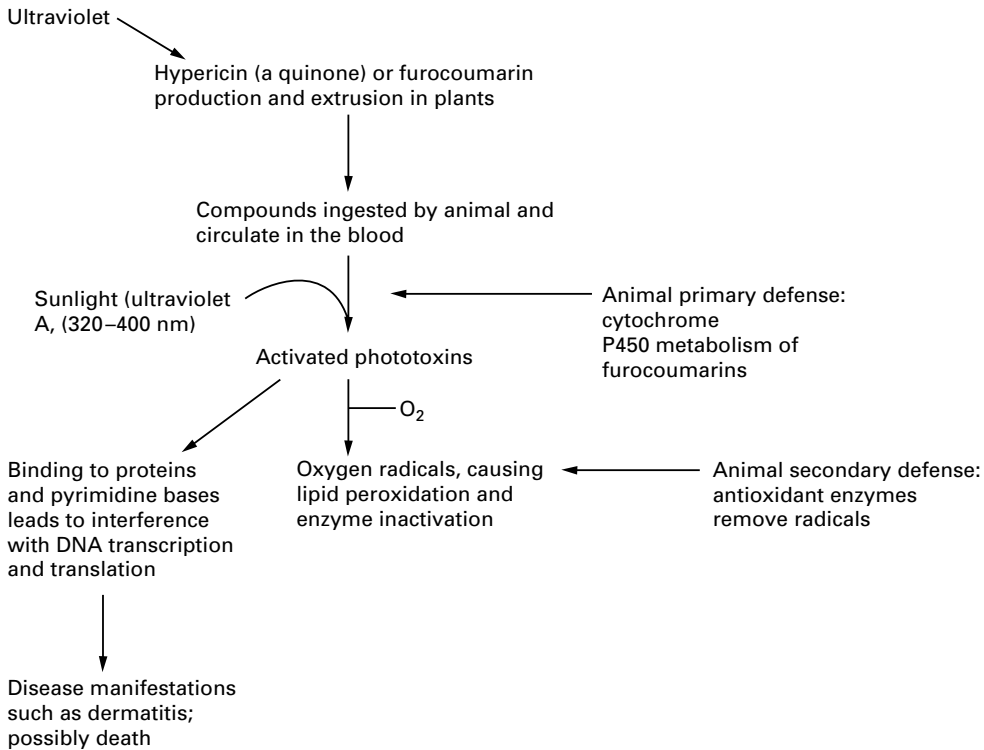 Ultraviolet
Hypericin (a quinone) or furocoumarin
production and extrusion in plants
Compounds ingested by animal and
circulate in the blood
Sunlight (ultraviolet
A, (320–400 nm)
Animal primary defense:
cytochrome
P450 metabolism of
furocoumarins
Activated phototoxins
O₂
Binding to proteins
and pyrimidine bases
leads to interference
with DNA transcription
and translation
Oxygen radicals, causing
lipid peroxidation and
enzyme inactivation
Animal secondary defense:
antioxidant enzymes
remove radicals
Disease manifestations
such as dermatitis;
possibly death